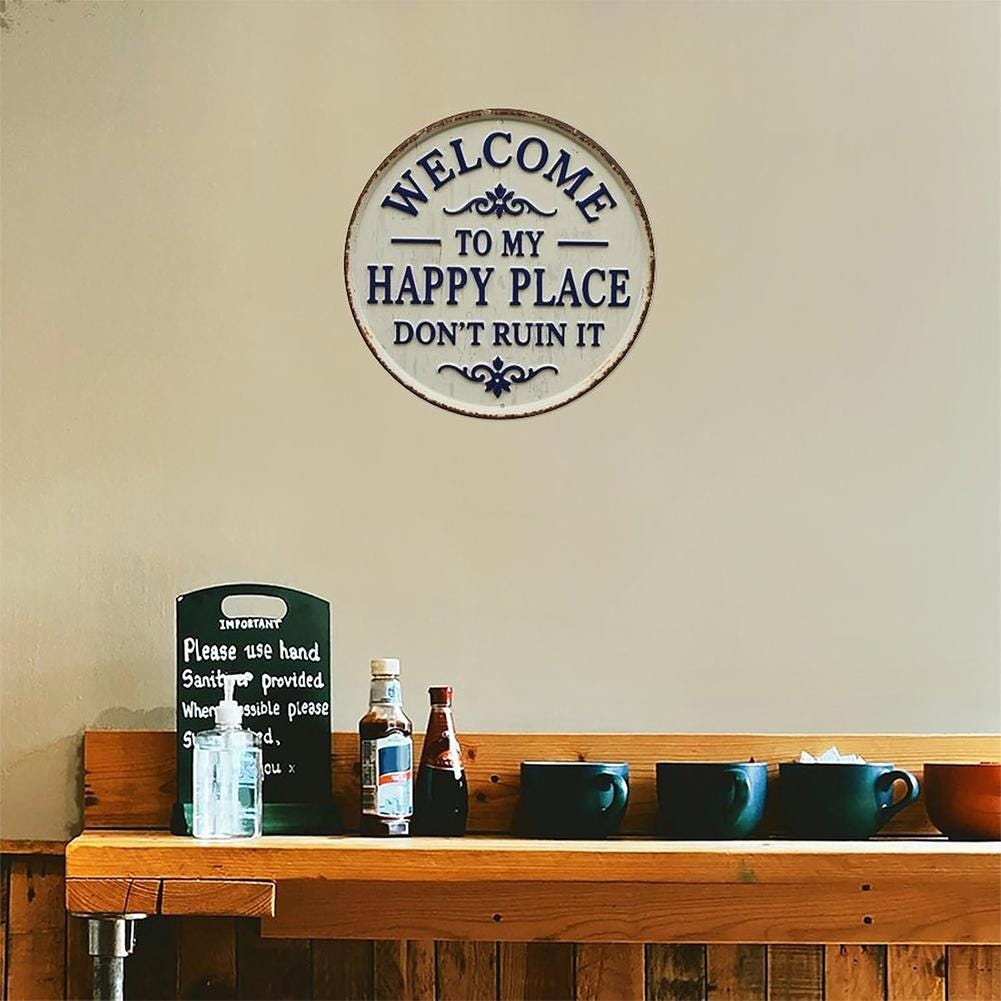 WELCOME
TO MY
HAPPY PLACE
DON'T RUIN IT
IMPORTANT
Please use hand
provided
please
x